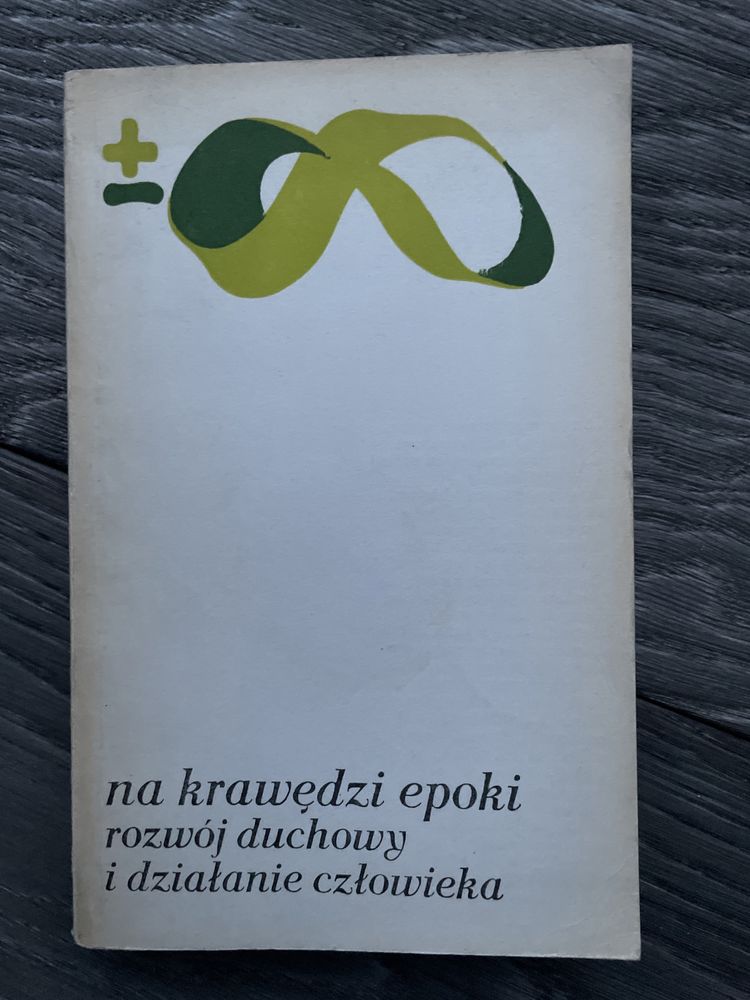 ±∞
na krawędzi epoki
rozwój duchowy
i działanie człowieka